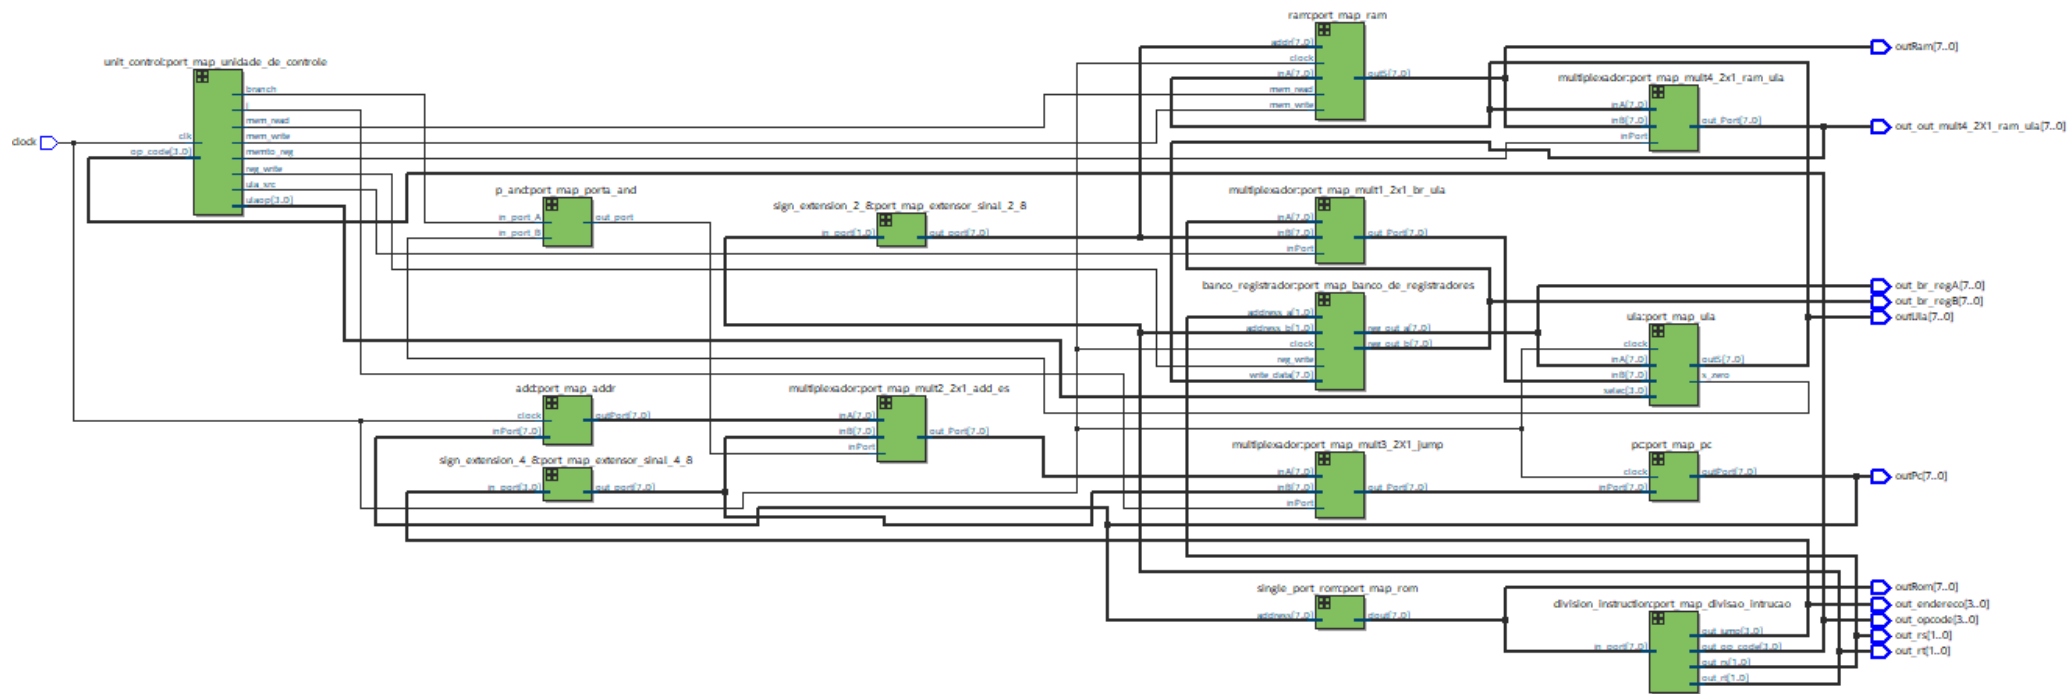 ram:port_map_ram
addr[7..0]
clock
inA[7..0]
mem_read
mem_write
outS[7..0]
outRam[7..0]
unit_control:port_map_unidade_de_controle
clk
op_code[3..0]
branch
j
mem_read
mem_write
memto_reg
reg_write
ula_src
ulaop[3..0]
clock
multiplexador:port_map_mult4_2x1_ram_ula
inA[7..0]
inB[7..0]
inPort
out_Port[7..0]
out_out_mult4_2X1_ram_ula[7..0]
p_and:port_map_porta_and
in_port_A
in_port_B
out_port
sign_extension_2_8:port_map_extensor_sinal_2_8
in_port[1..0]
out_port[7..0]
multiplexador:port_map_mult1_2x1_br_ula
inA[7..0]
inB[7..0]
inPort
out_Port[7..0]
banco_registrador:port_map_banco_de_registradores
address_a[1..0]
address_b[1..0]
clock
reg_write
write_data[7..0]
reg_out_a[7..0]
reg_out_b[7..0]
out_br_regA[7..0]
out_br_regB[7..0]
outUla[7..0]
ula:port_map_ula
clock
inA[7..0]
inB[7..0]
selec[3..0]
outS[7..0]
s_zero
add:port_map_addr
clock
inPort[7..0]
outPort[7..0]
multiplexador:port_map_mult2_2x1_add_es
inA[7..0]
inB[7..0]
inPort
out_Port[7..0]
sign_extension_4_8:port_map_extensor_sinal_4_8
in_port[3..0]
out_port[7..0]
multiplexador:port_map_mult3_2X1_jump
inA[7..0]
inB[7..0]
inPort
out_Port[7..0]
pc:port_map_pc
clock
inPort[7..0]
outPort[7..0]
outPc[7..0]
single_port_rom:port_map_rom
address[7..0]
dout[7..0]
division_instruction:port_map_divisao_intrucao
in_port[7..0]
out_jump[3..0]
out_op_code[3..0]
out_rs[1..0]
out_rt[1..0]
outRom[7..0]
out_endereco[3..0]
out_opcode[3..0]
out_rs[1..0]
out_rt[1..0]